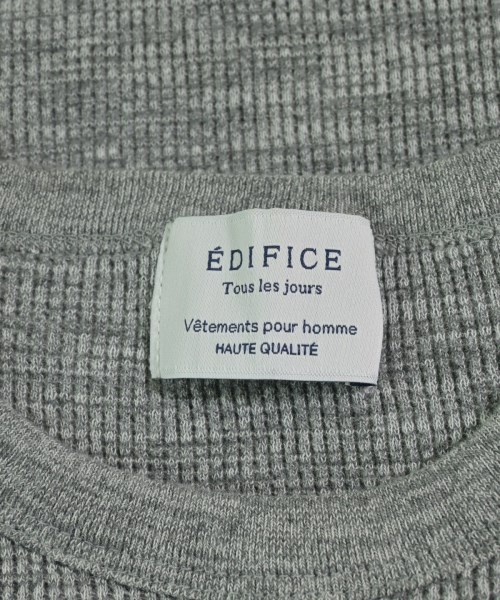 ÉDIFICE
Tous les jours
Vêtements pour homme
HAUTE QUALITÉ